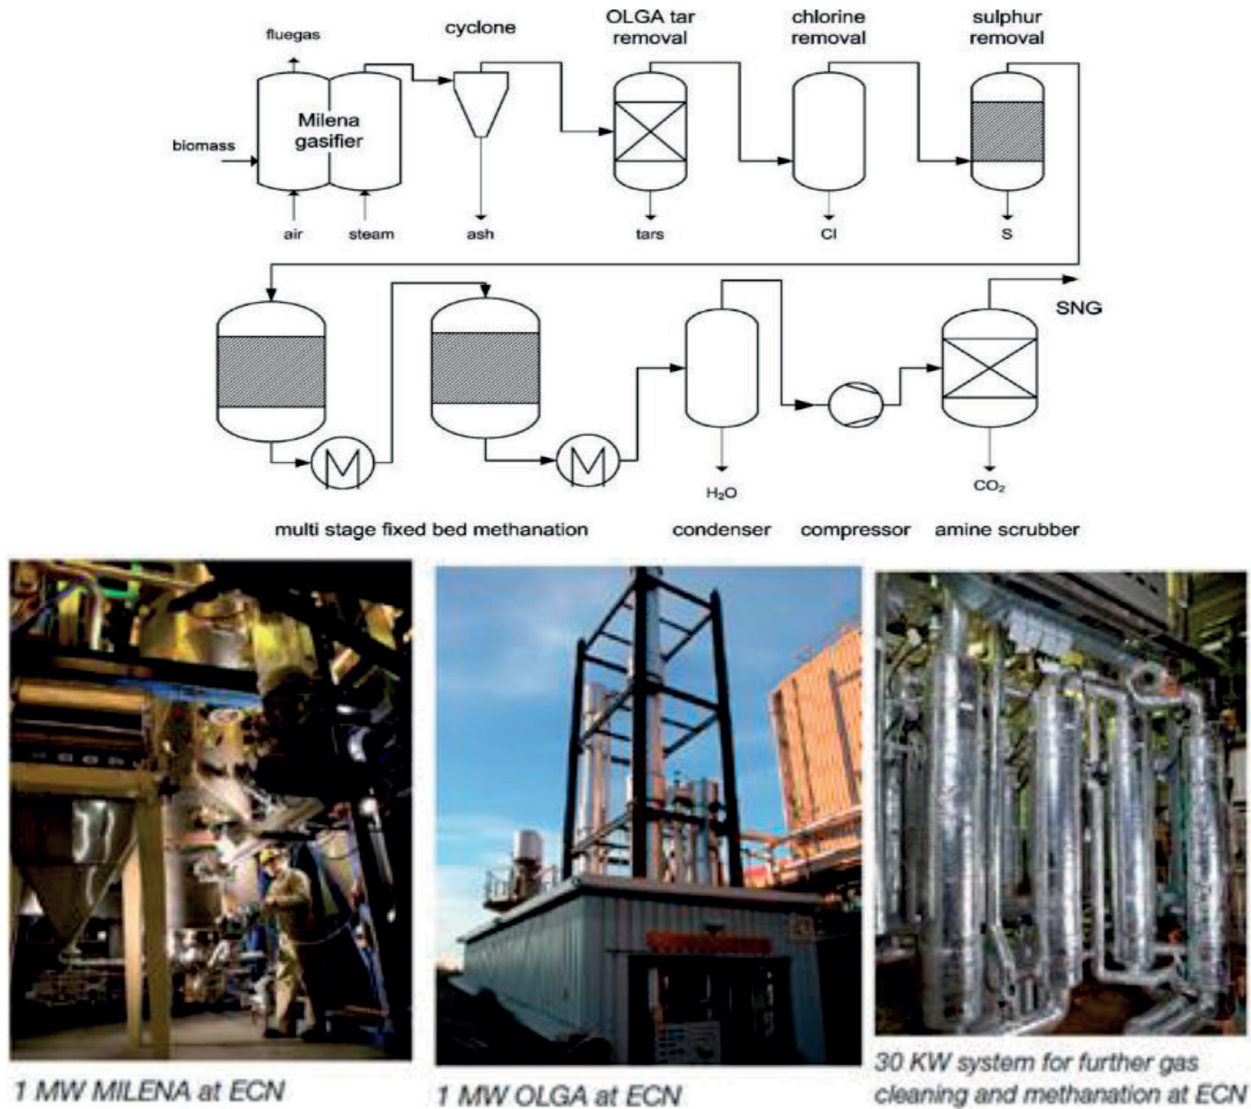 fluegas
cyclone
OLGA tar
removal
chlorine
removal
sulphur
removal
Milena
gasifier
biomass
air
steam
ash
tars
Cl
S
SNG
H₂O
CO₂
multi stage fixed bed methanation
condenser
compressor
amine scrubber
1 MW MILENA at ECN
1 MW OLGA at ECN
30 KW system for further gas
cleaning and methanation at ECN